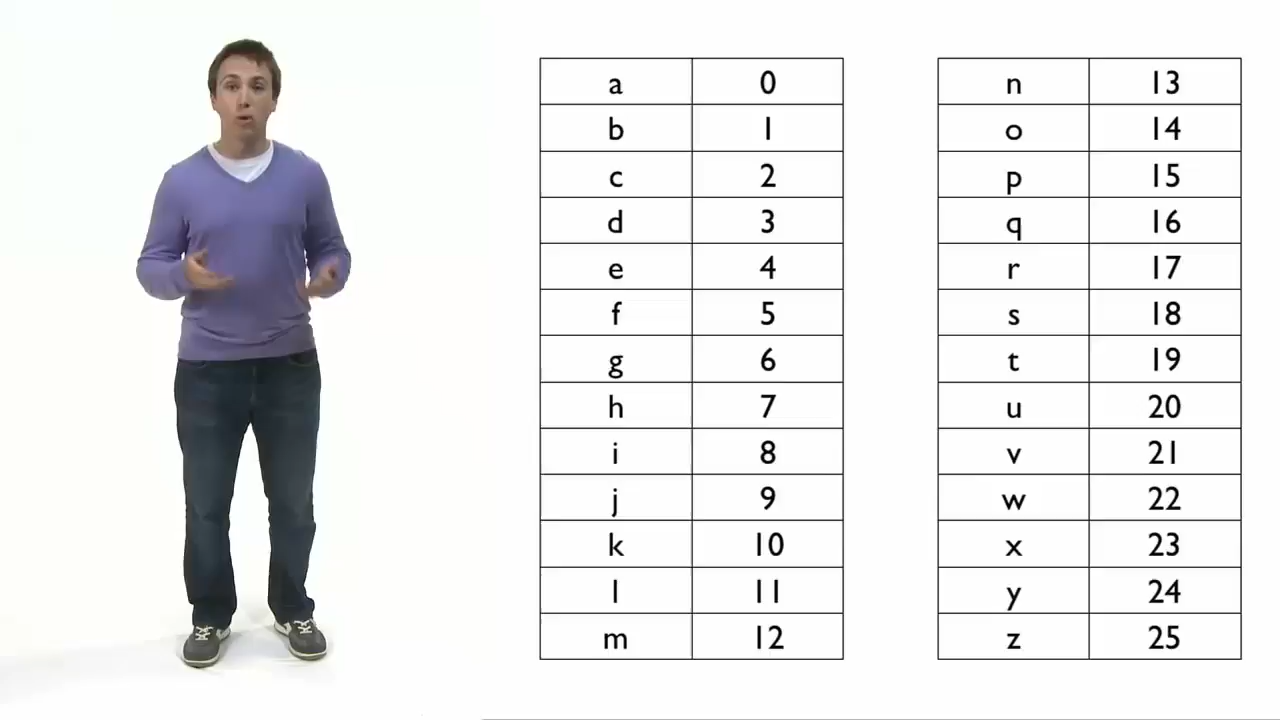 a 0
b 1
c 2
d 3
e 4
f 5
g 6
h 7
i 8
j 9
k 10
l 11
m 12
n 13
o 14
p 15
q 16
r 17
s 18
t 19
u 20
v 21
w 22
x 23
y 24
z 25